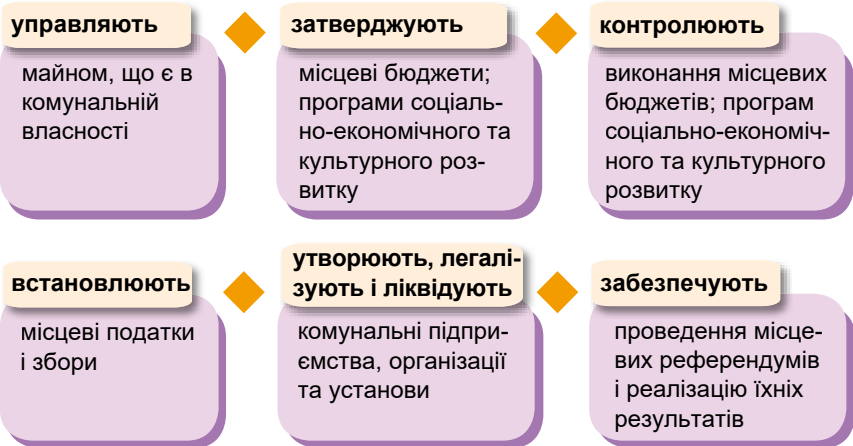 управляють
майном, що є в
комунальній
власності
затверджують
місцеві бюджети;
програми соціаль-
но-економічного та
культурного роз-
витку
контролюють
виконання місцевих
бюджетів; програм
соціально-економіч-
ного та культурного
розвитку
встановлюють
місцеві податки
і збори
утворюють, легалі-
зують і ліквідують
комунальні підпри-
ємства, організації
та установи
забезпечують
проведення місце-
вих референдумів
і реалізацію їхніх
результатів